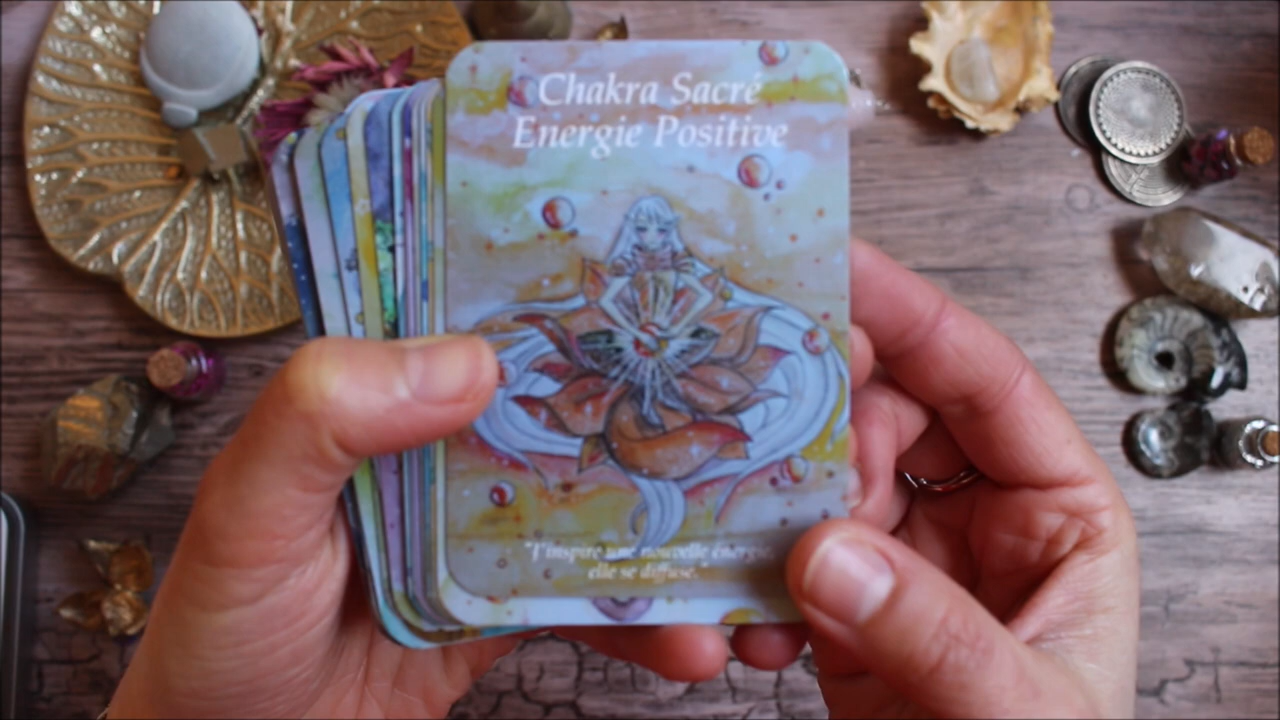 Chakra Sacré
Energie Positive
"J'inspire une nouvelle énergie,
elle se diffuse."